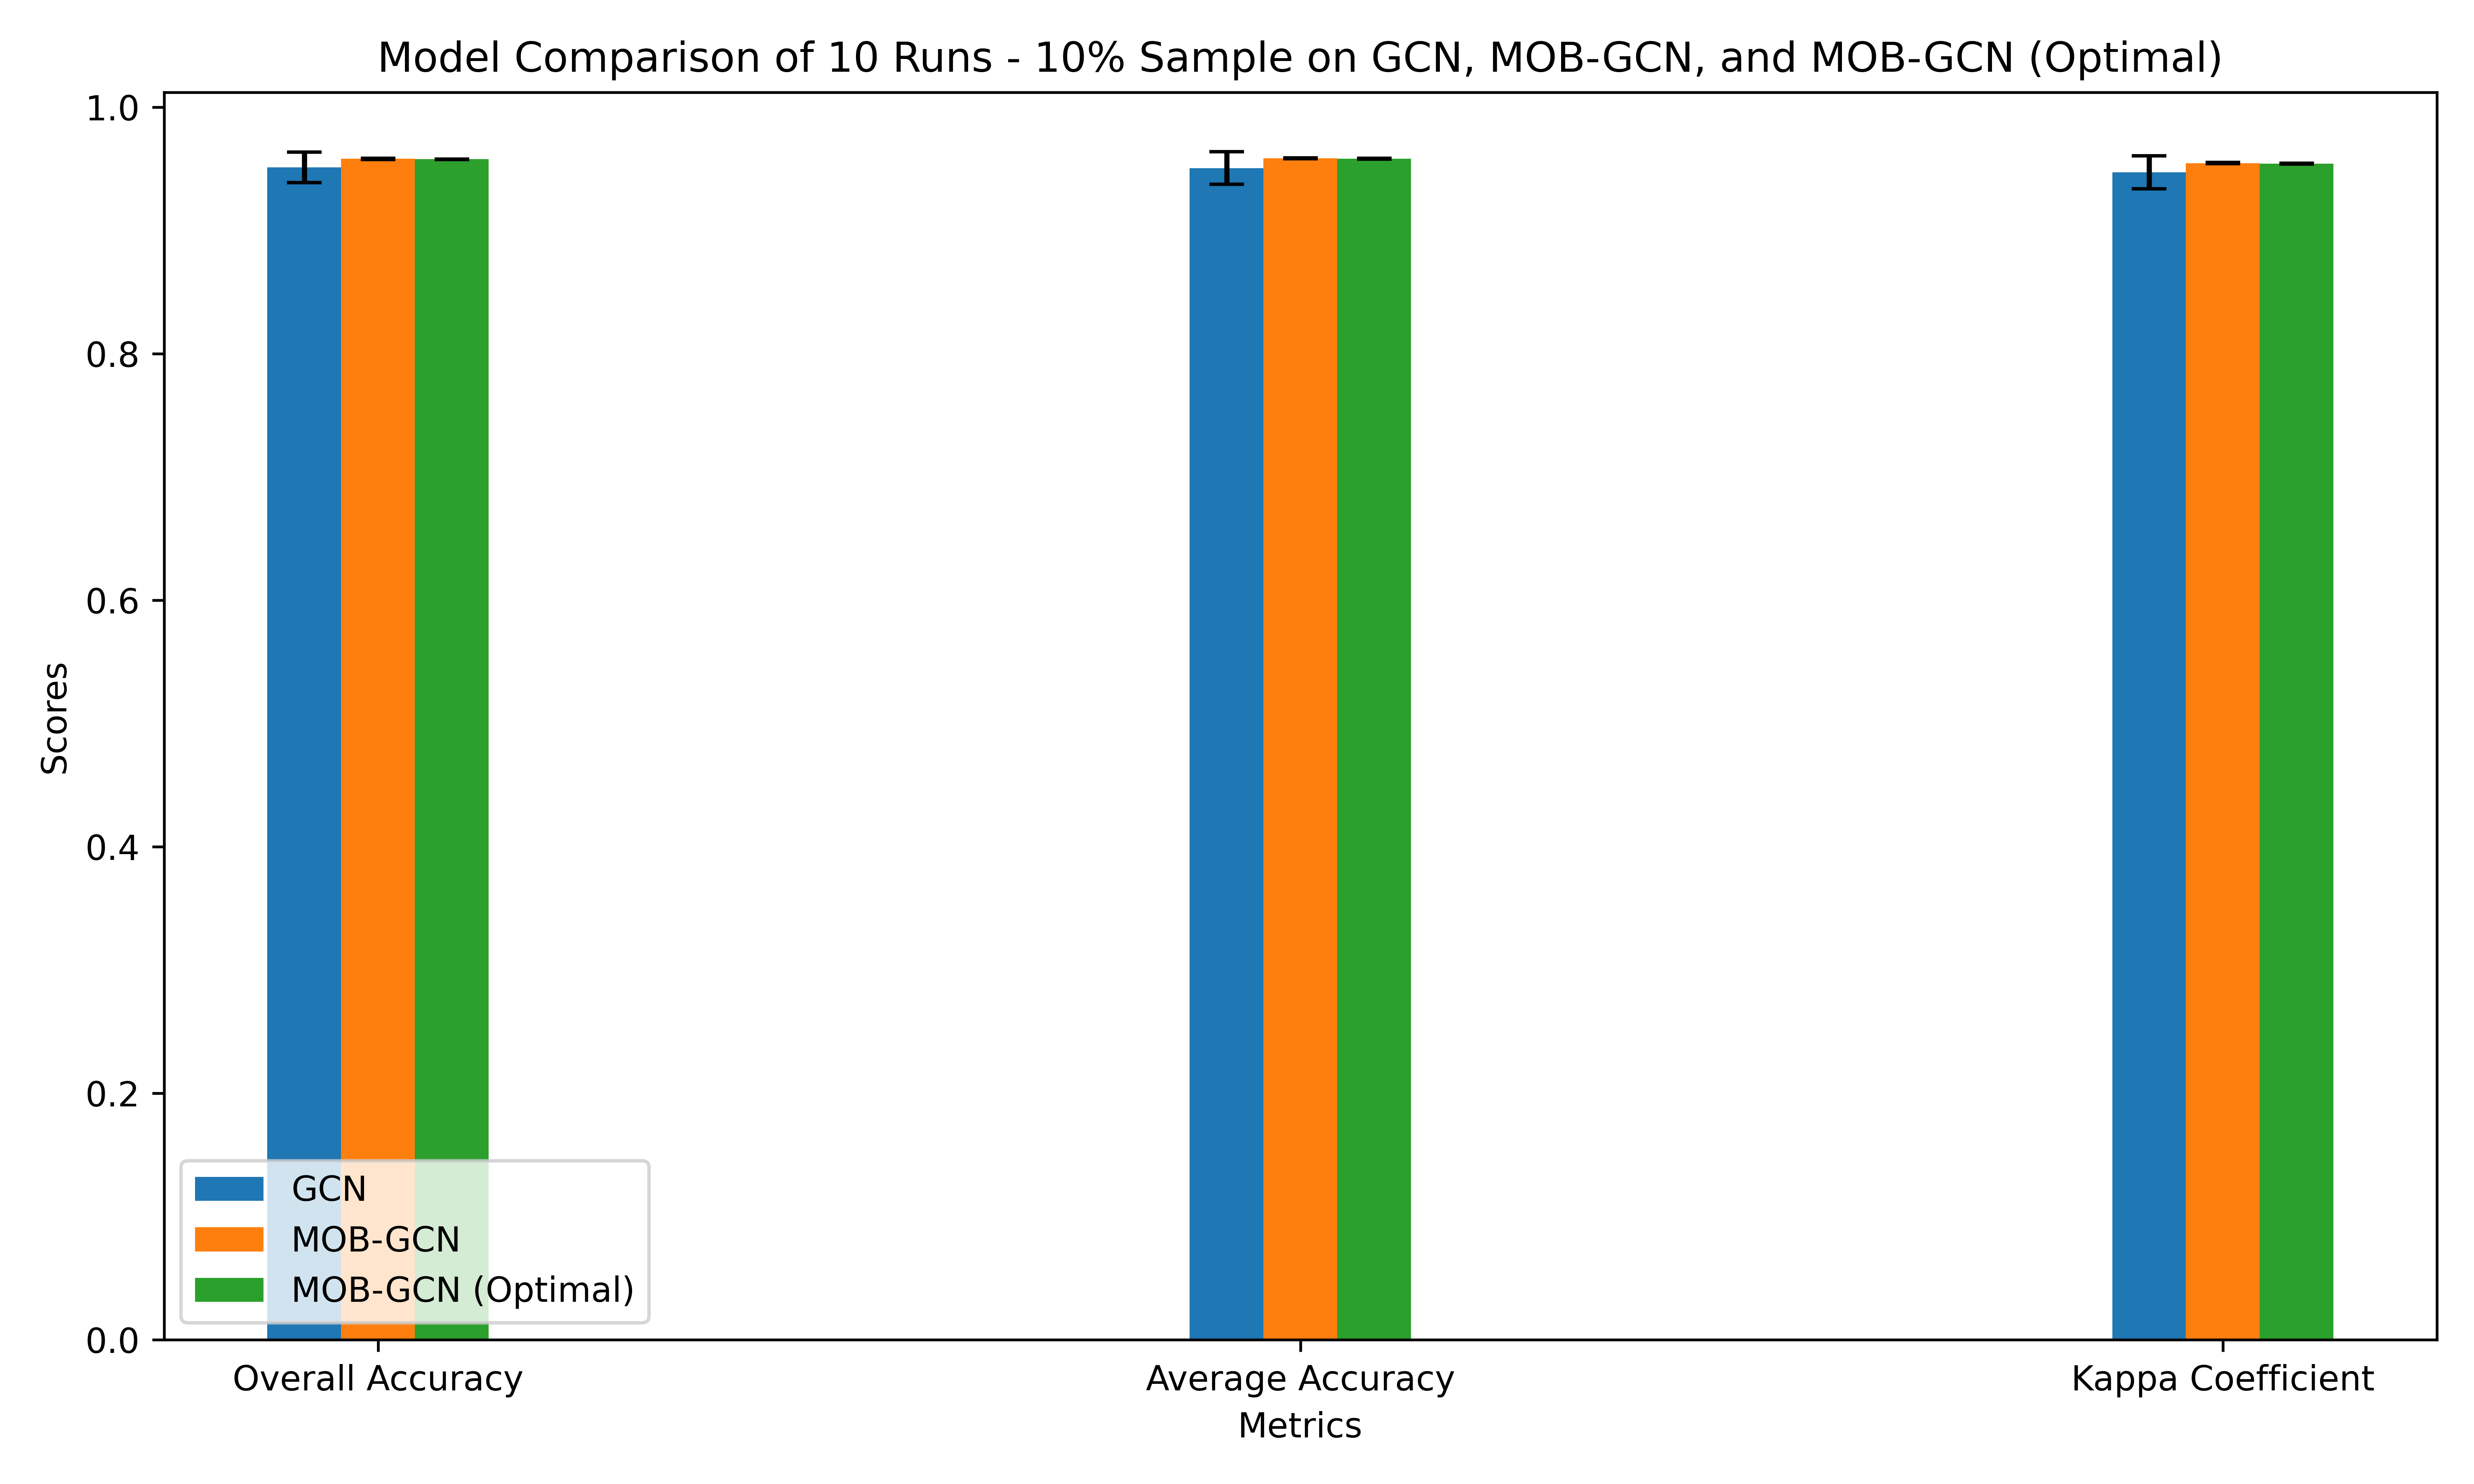 Model Comparison of 10 Runs - 10% Sample on GCN, MOB-GCN, and MOB-GCN (Optimal)
Scores
1.0
0.8
0.6
0.4
0.2
0.0
GCN
MOB-GCN
MOB-GCN (Optimal)
Overall Accuracy
Average Accuracy
Kappa Coefficient
Metrics